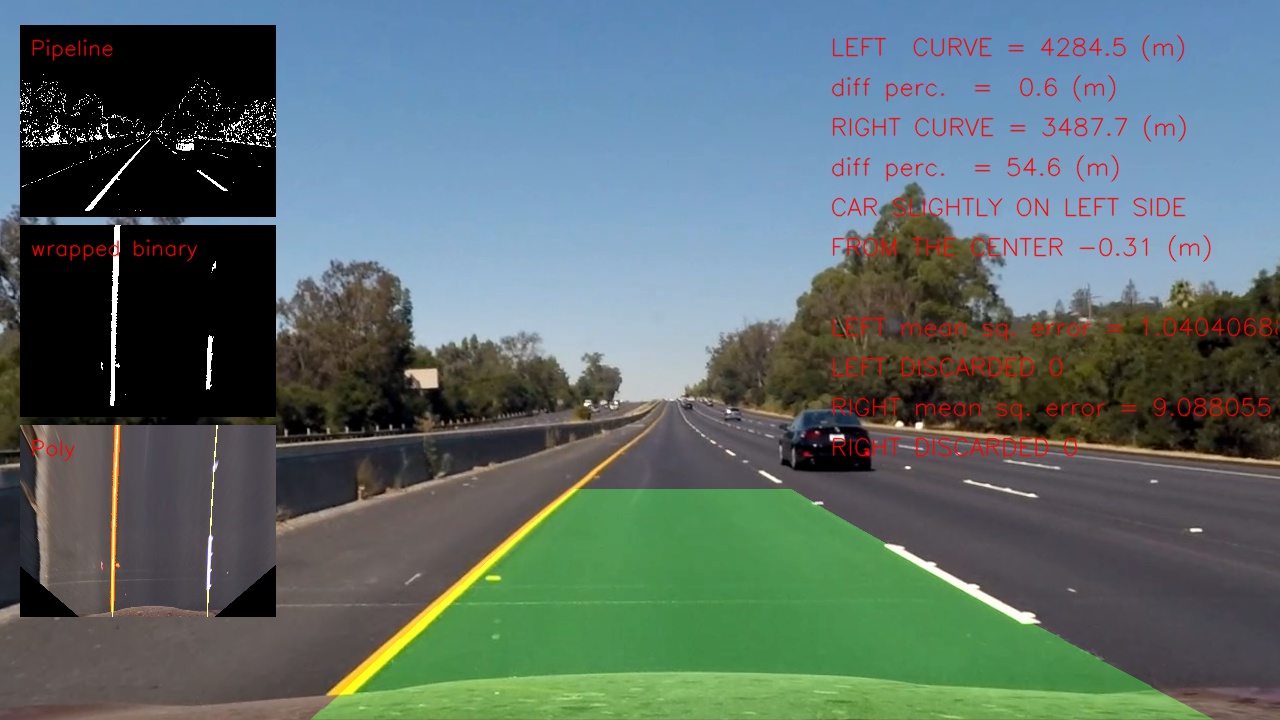 Pipeline
wrapped binary
Poly
LEFT CURVE = 4284.5 (m)
diff perc. = 0.6 (m)
RIGHT CURVE = 3487.7 (m)
diff perc. = 54.6 (m)
CAR SLIGHTLY ON LEFT SIDE
FROM THE CENTER -0.31 (m)
LEFT mean sq. error = 1.0404068
LEFT DISCARDED 0
RIGHT mean sq. error = 9.088055
RIGHT DISCARDED 0